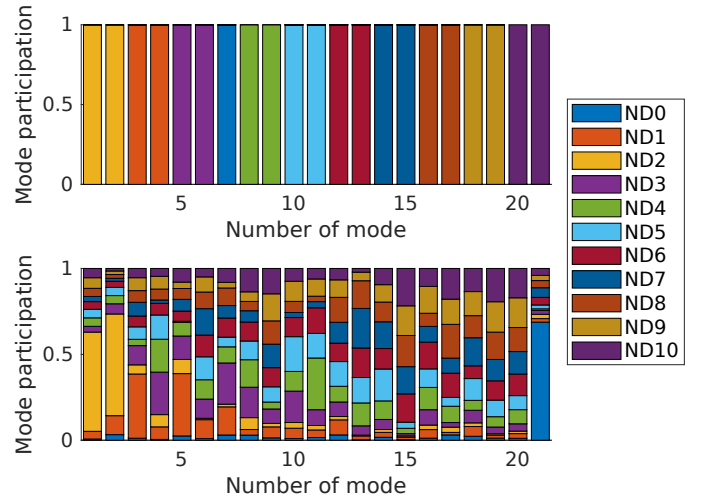 Mode participation
1
0.5
0
5
10
15
20
Number of mode
Mode participation
1
0.5
0
5
10
15
20
Number of mode
ND0
ND1
ND2
ND3
ND4
ND5
ND6
ND7
ND8
ND9
ND10